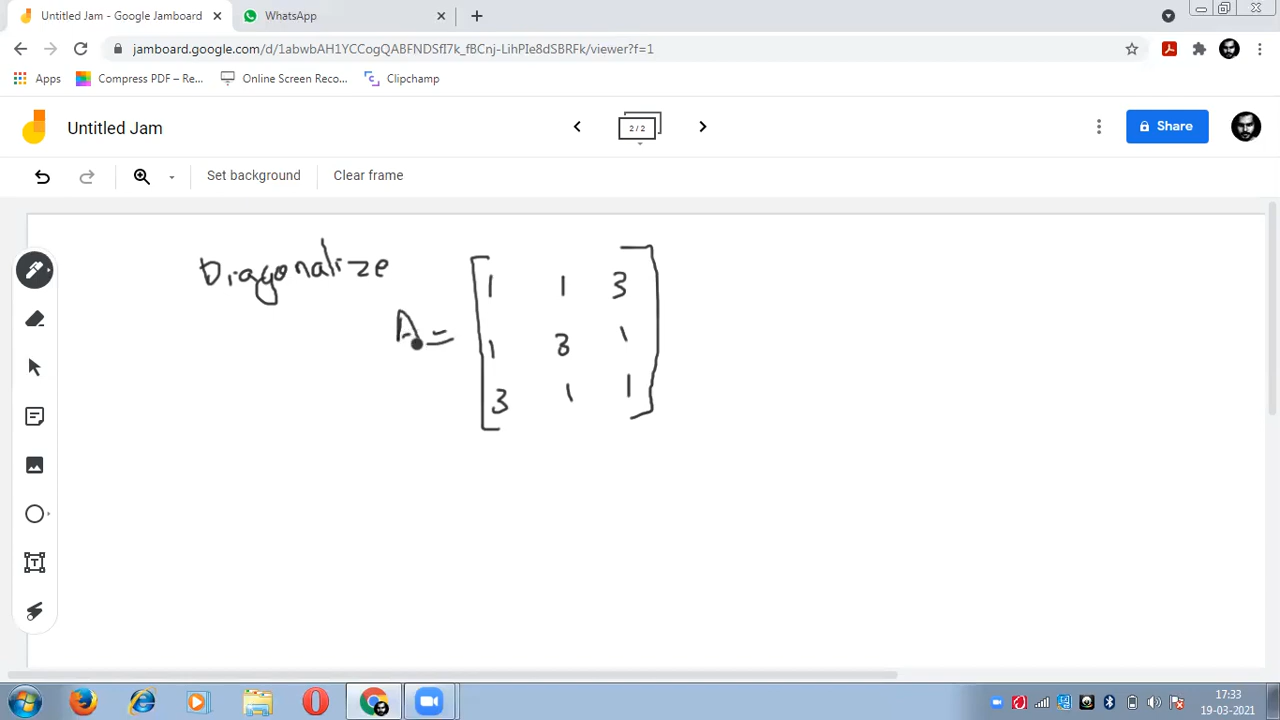 Untitled Jam - Google Jamboard
WhatsApp
jamboard.google.com/d/1abwbAH1YCCogQABFNDSfI7k_fBCnj-LihPIe8dSBRFk/viewer?f=1
Apps
Compress PDF – Re...
Online Screen Reco...
Clipchamp
Untitled Jam
2 / 2
Share
Set background
Clear frame
Diagonalize
A = 
1 1 3
1 3 1
3 1 1
17:33
19-03-2021